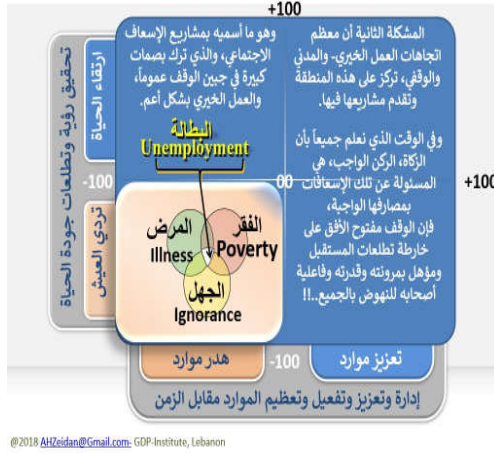 +100
المشكلة الثانية أن معظم
اتجاهات العمل الخيري- والمدني
والوقفي، تركز على هذه المنطقة
وتقدم مشاريعها فيها.
وفي الوقت الذي نعلم جميعاً بأن
الزكاة، الركن الواجب، هي
المسئولة عن تلك الإسعافات
بمصارفها الواجبة،
فإن الوقف مفتوح الأفق على
خارطة تطلعات المستقبل
ومؤهل بمرونته وقدرته وفاعلية
أصحابه للنهوض بالجميع..!!
وهو ما أسميه بمشاريع الإسعاف
الاجتماعي، والذي ترك بصمات
كبيرة في جبين الوقف عموماً،
والعمل الخيري بشكل أعم.
البطالة
Unemployment
المرض
Illness
الفقر
Poverty
الجهل
Ignorance
ارتقاء الحياة
تردي العيش
تحقيق رؤية وتطلعات جودة الحياة
-100
00
+100
هدر موارد
-100
تعزيز موارد
إدارة وتعزيز وتفعيل وتعظيم الموارد مقابل الزمن
@2018 AHZeidan@Gmail.com- GDP-Institute, Lebanon